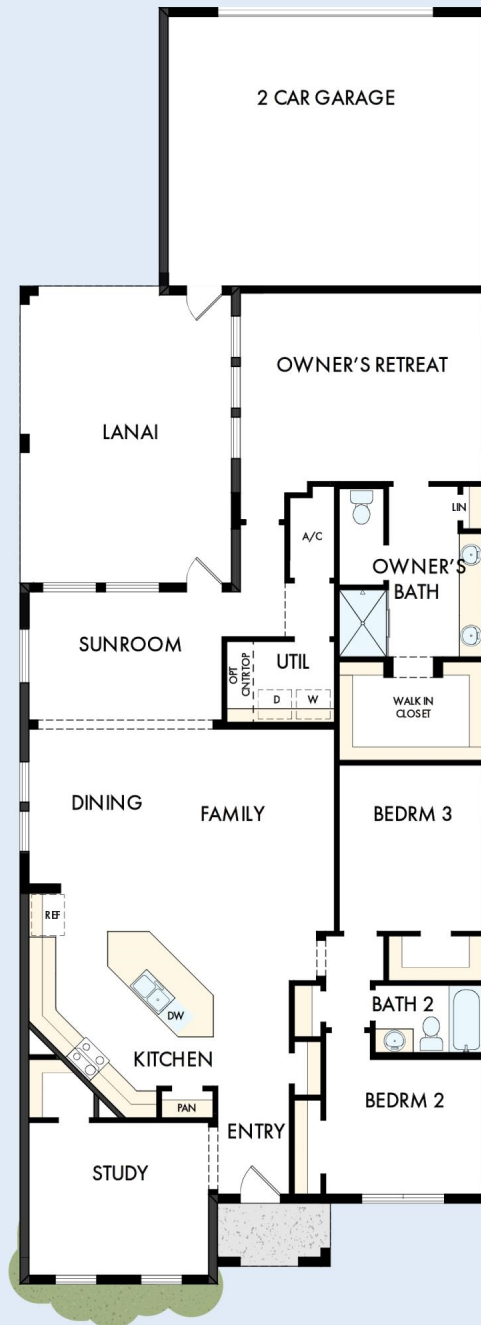 2 CAR GARAGE
OWNER'S RETREAT
LANAI
LIN
A/C
OWNER'S
BATH
SUNROOM
UTIL
OPT
CNTRTOP
D
W
WALK IN
CLOSET
DINING
FAMILY
BEDRM 3
REF
DW
BATH 2
KITCHEN
PAN
BEDRM 2
ENTRY
STUDY